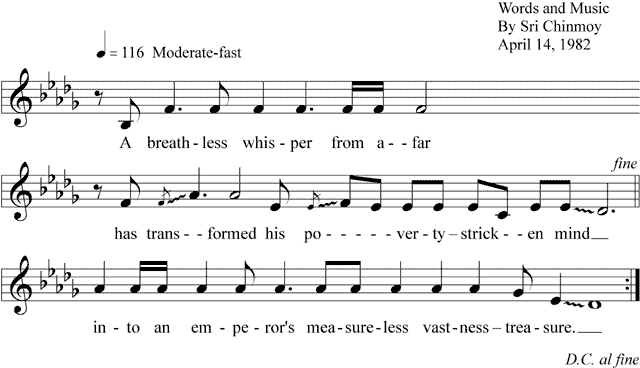 Words and Music
By Sri Chinmoy
April 14, 1982
= 116 Moderate-fast
A breath - less whis - per from a - - far
fine
has trans - - formed his po - - - - - ver - ty – strick - - en mind
in - to an em - pe - ror's mea - sure - less vast - ness – trea - sure.
D.C. al fine